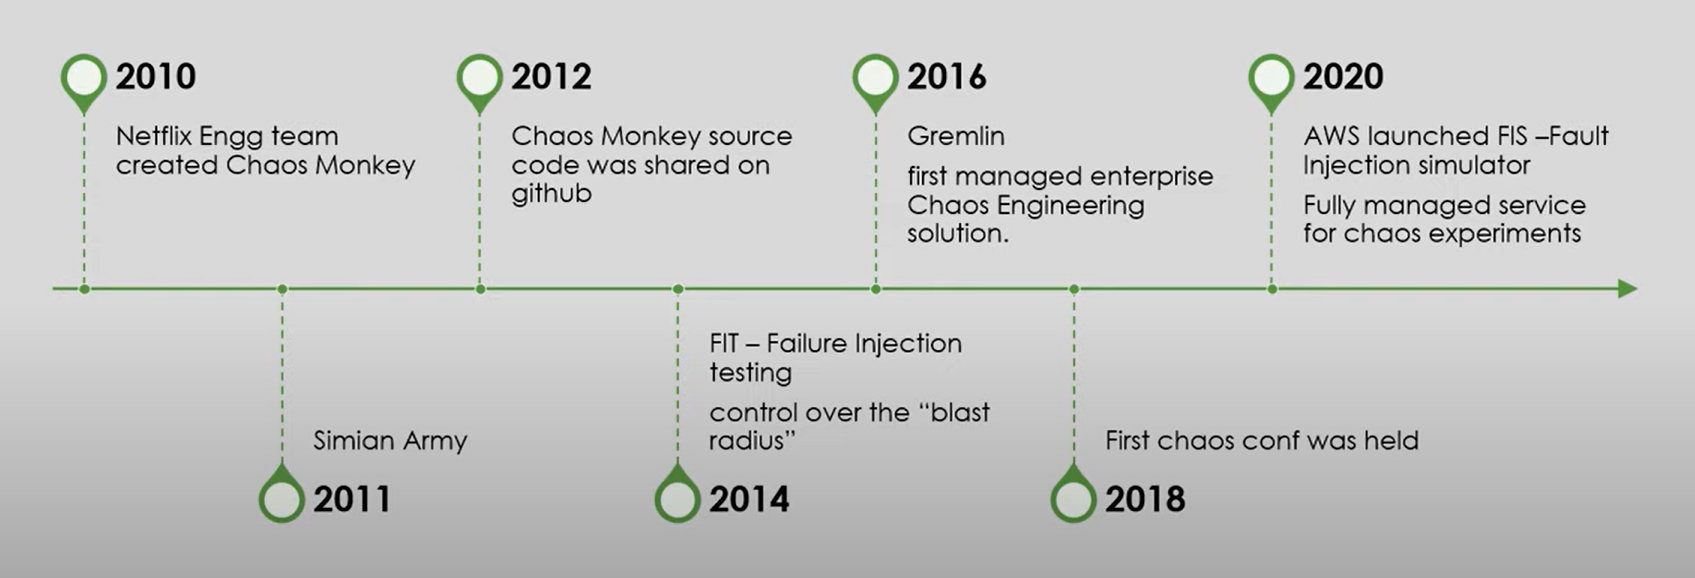 2010
Netflix Engg team
created Chaos Monkey
2012
Chaos Monkey source
code was shared on
github
2016
Gremlin
first managed enterprise
Chaos Engineering
solution.
2020
AWS launched FIS –Fault
Injection simulator
Fully managed service
for chaos experiments
Simian Army
2011
FIT – Failure Injection
testing
control over the “blast
radius”
2014
First chaos conf was held
2018